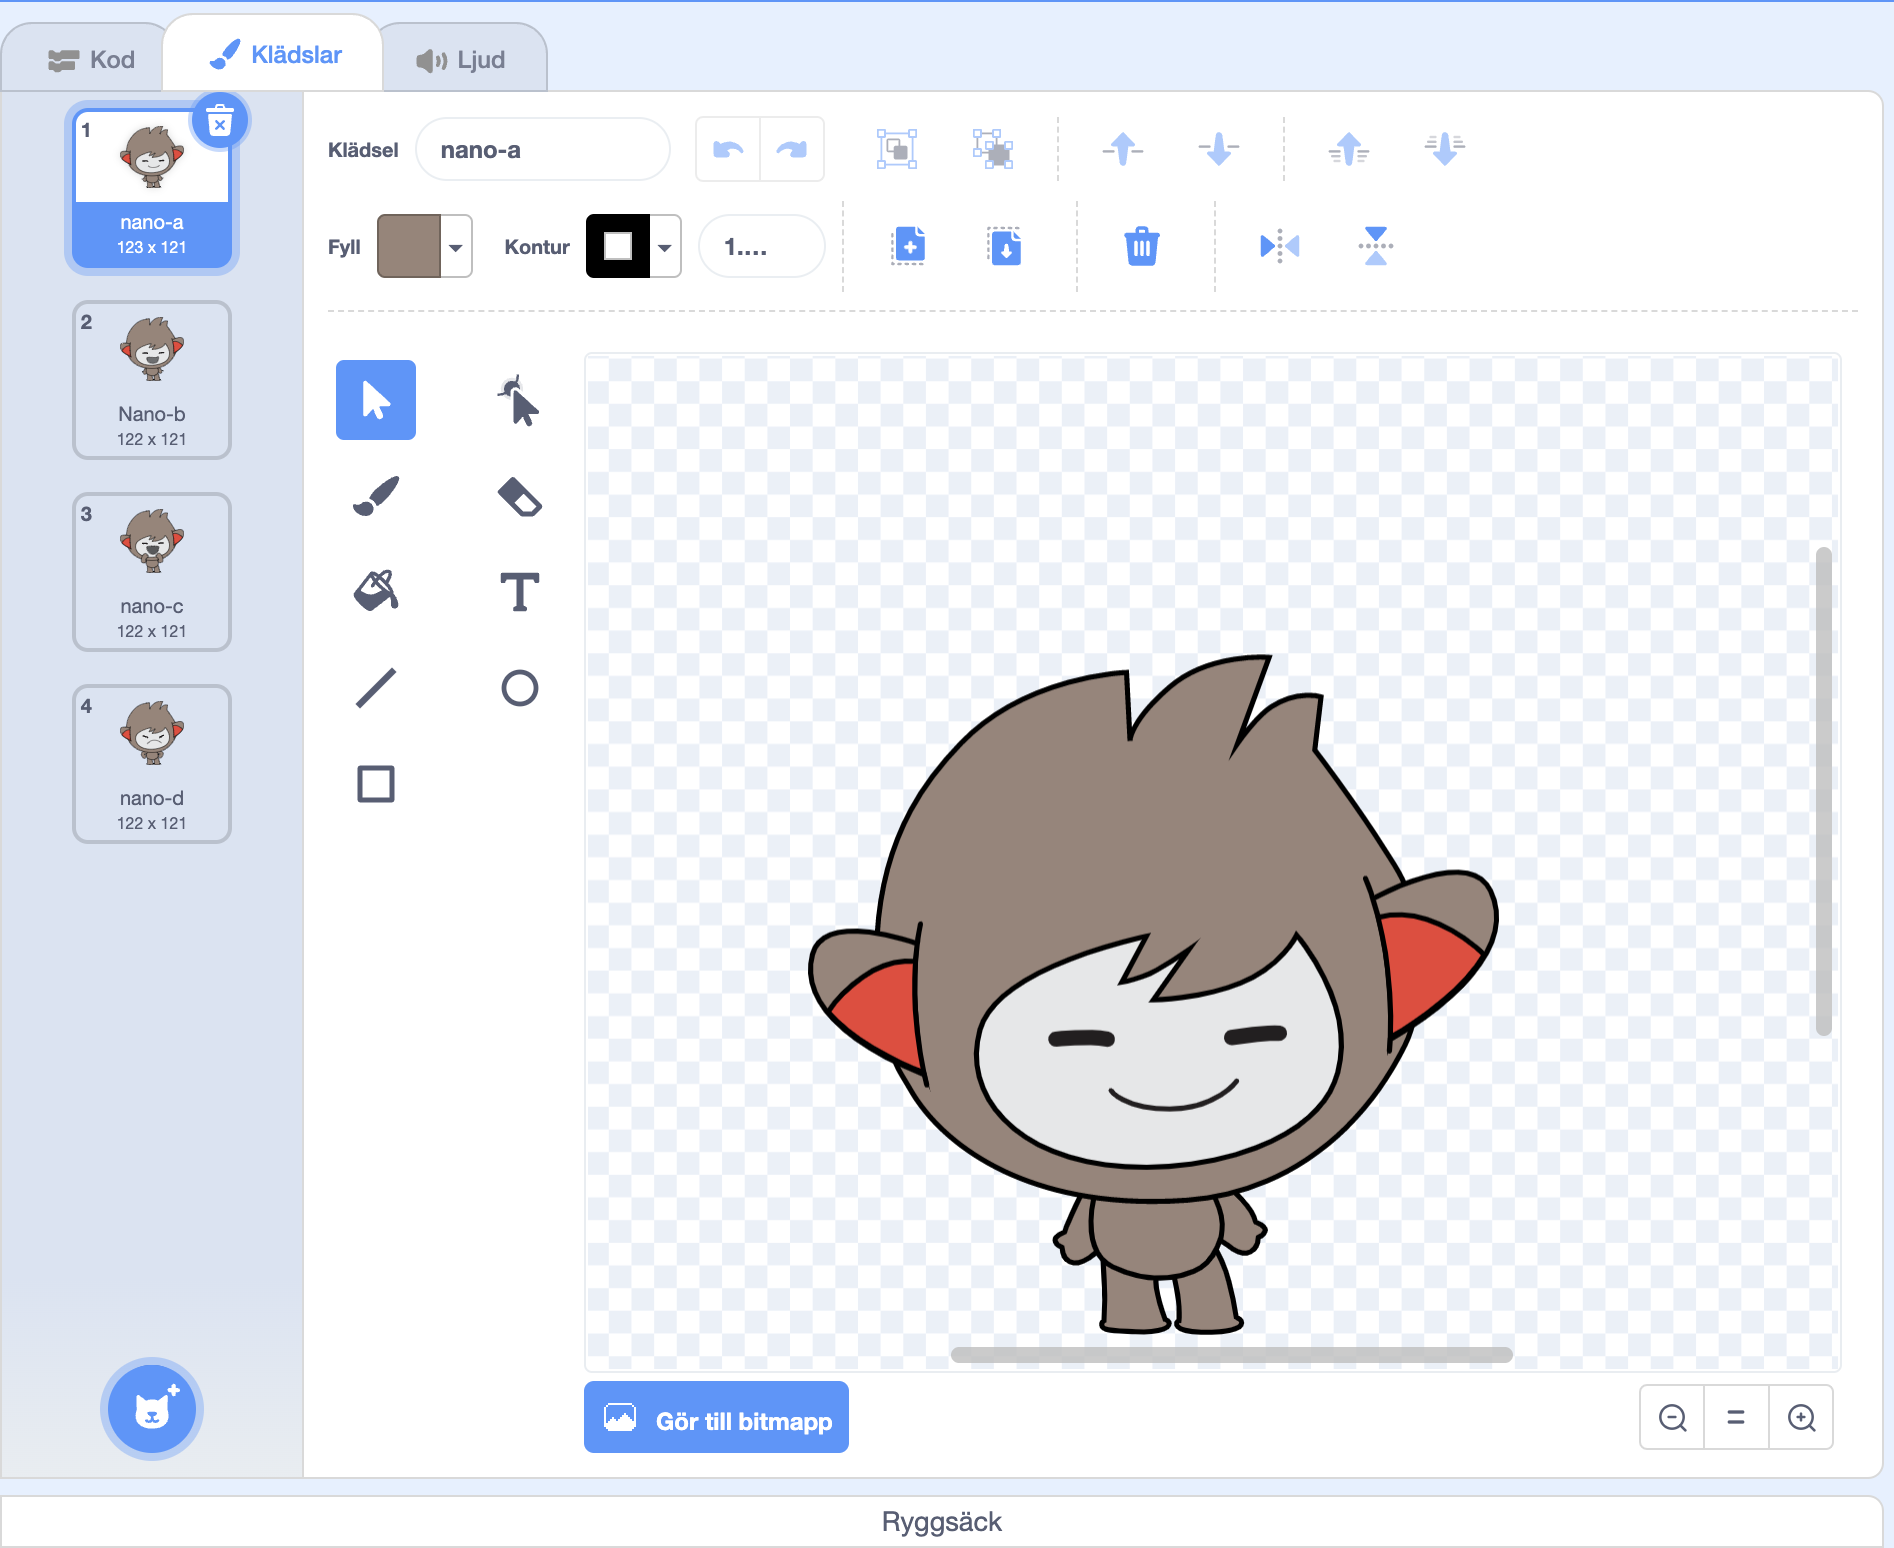 Kod
Klädslar
Ljud
1
nano-a
123 x 121
2
Nano-b
122 x 121
3
nano-c
122 x 121
4
nano-d
122 x 121
Klädsel
nano-a
Fyll
Kontur
1....
T
Gör till bitmapp
Ryggsäck